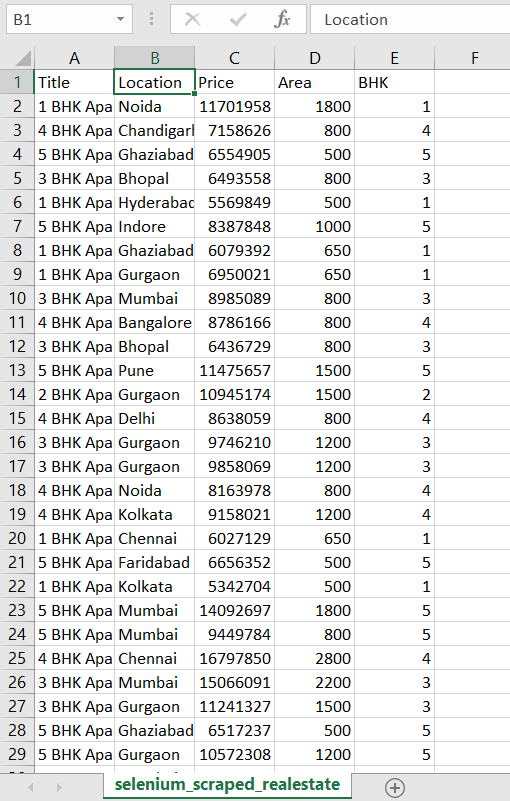 B1 fx Location
A B C D E F
1 Title Location Price Area BHK
2 1 BHK Apa Noida 11701958 1800 1
3 4 BHK Apa Chandigarl 7158626 800 4
4 5 BHK Apa Ghaziabad 6554905 500 5
5 3 BHK Apa Bhopal 6493558 800 3
6 1 BHK Apa Hyderabac 5569849 500 1
7 5 BHK Apa Indore 8387848 1000 5
8 1 BHK Apa Ghaziabad 6079392 650 1
9 1 BHK Apa Gurgaon 6950021 650 1
10 3 BHK Apa Mumbai 8985089 800 3
11 4 BHK Apa Bangalore 8786166 800 4
12 3 BHK Apa Bhopal 6436729 800 3
13 5 BHK Apa Pune 11475657 1500 5
14 2 BHK Apa Gurgaon 10945174 1500 2
15 4 BHK Apa Delhi 8638059 800 4
16 3 BHK Apa Gurgaon 9746210 1200 3
17 3 BHK Apa Gurgaon 9858069 1200 3
18 4 BHK Apa Noida 8163978 800 4
19 4 BHK Apa Kolkata 9158021 1200 4
20 1 BHK Apa Chennai 6027129 650 1
21 5 BHK Apa Faridabad 6656352 500 5
22 1 BHK Apa Kolkata 5342704 500 1
23 5 BHK Apa Mumbai 14092697 1800 5
24 5 BHK Apa Mumbai 9449784 800 5
25 4 BHK Apa Chennai 16797850 2800 4
26 3 BHK Apa Mumbai 15066091 2200 3
27 3 BHK Apa Gurgaon 11241327 1500 3
28 5 BHK Apa Ghaziabad 6517237 500 5
29 5 BHK Apa Gurgaon 10572308 1200 5
selenium_scraped_realestate